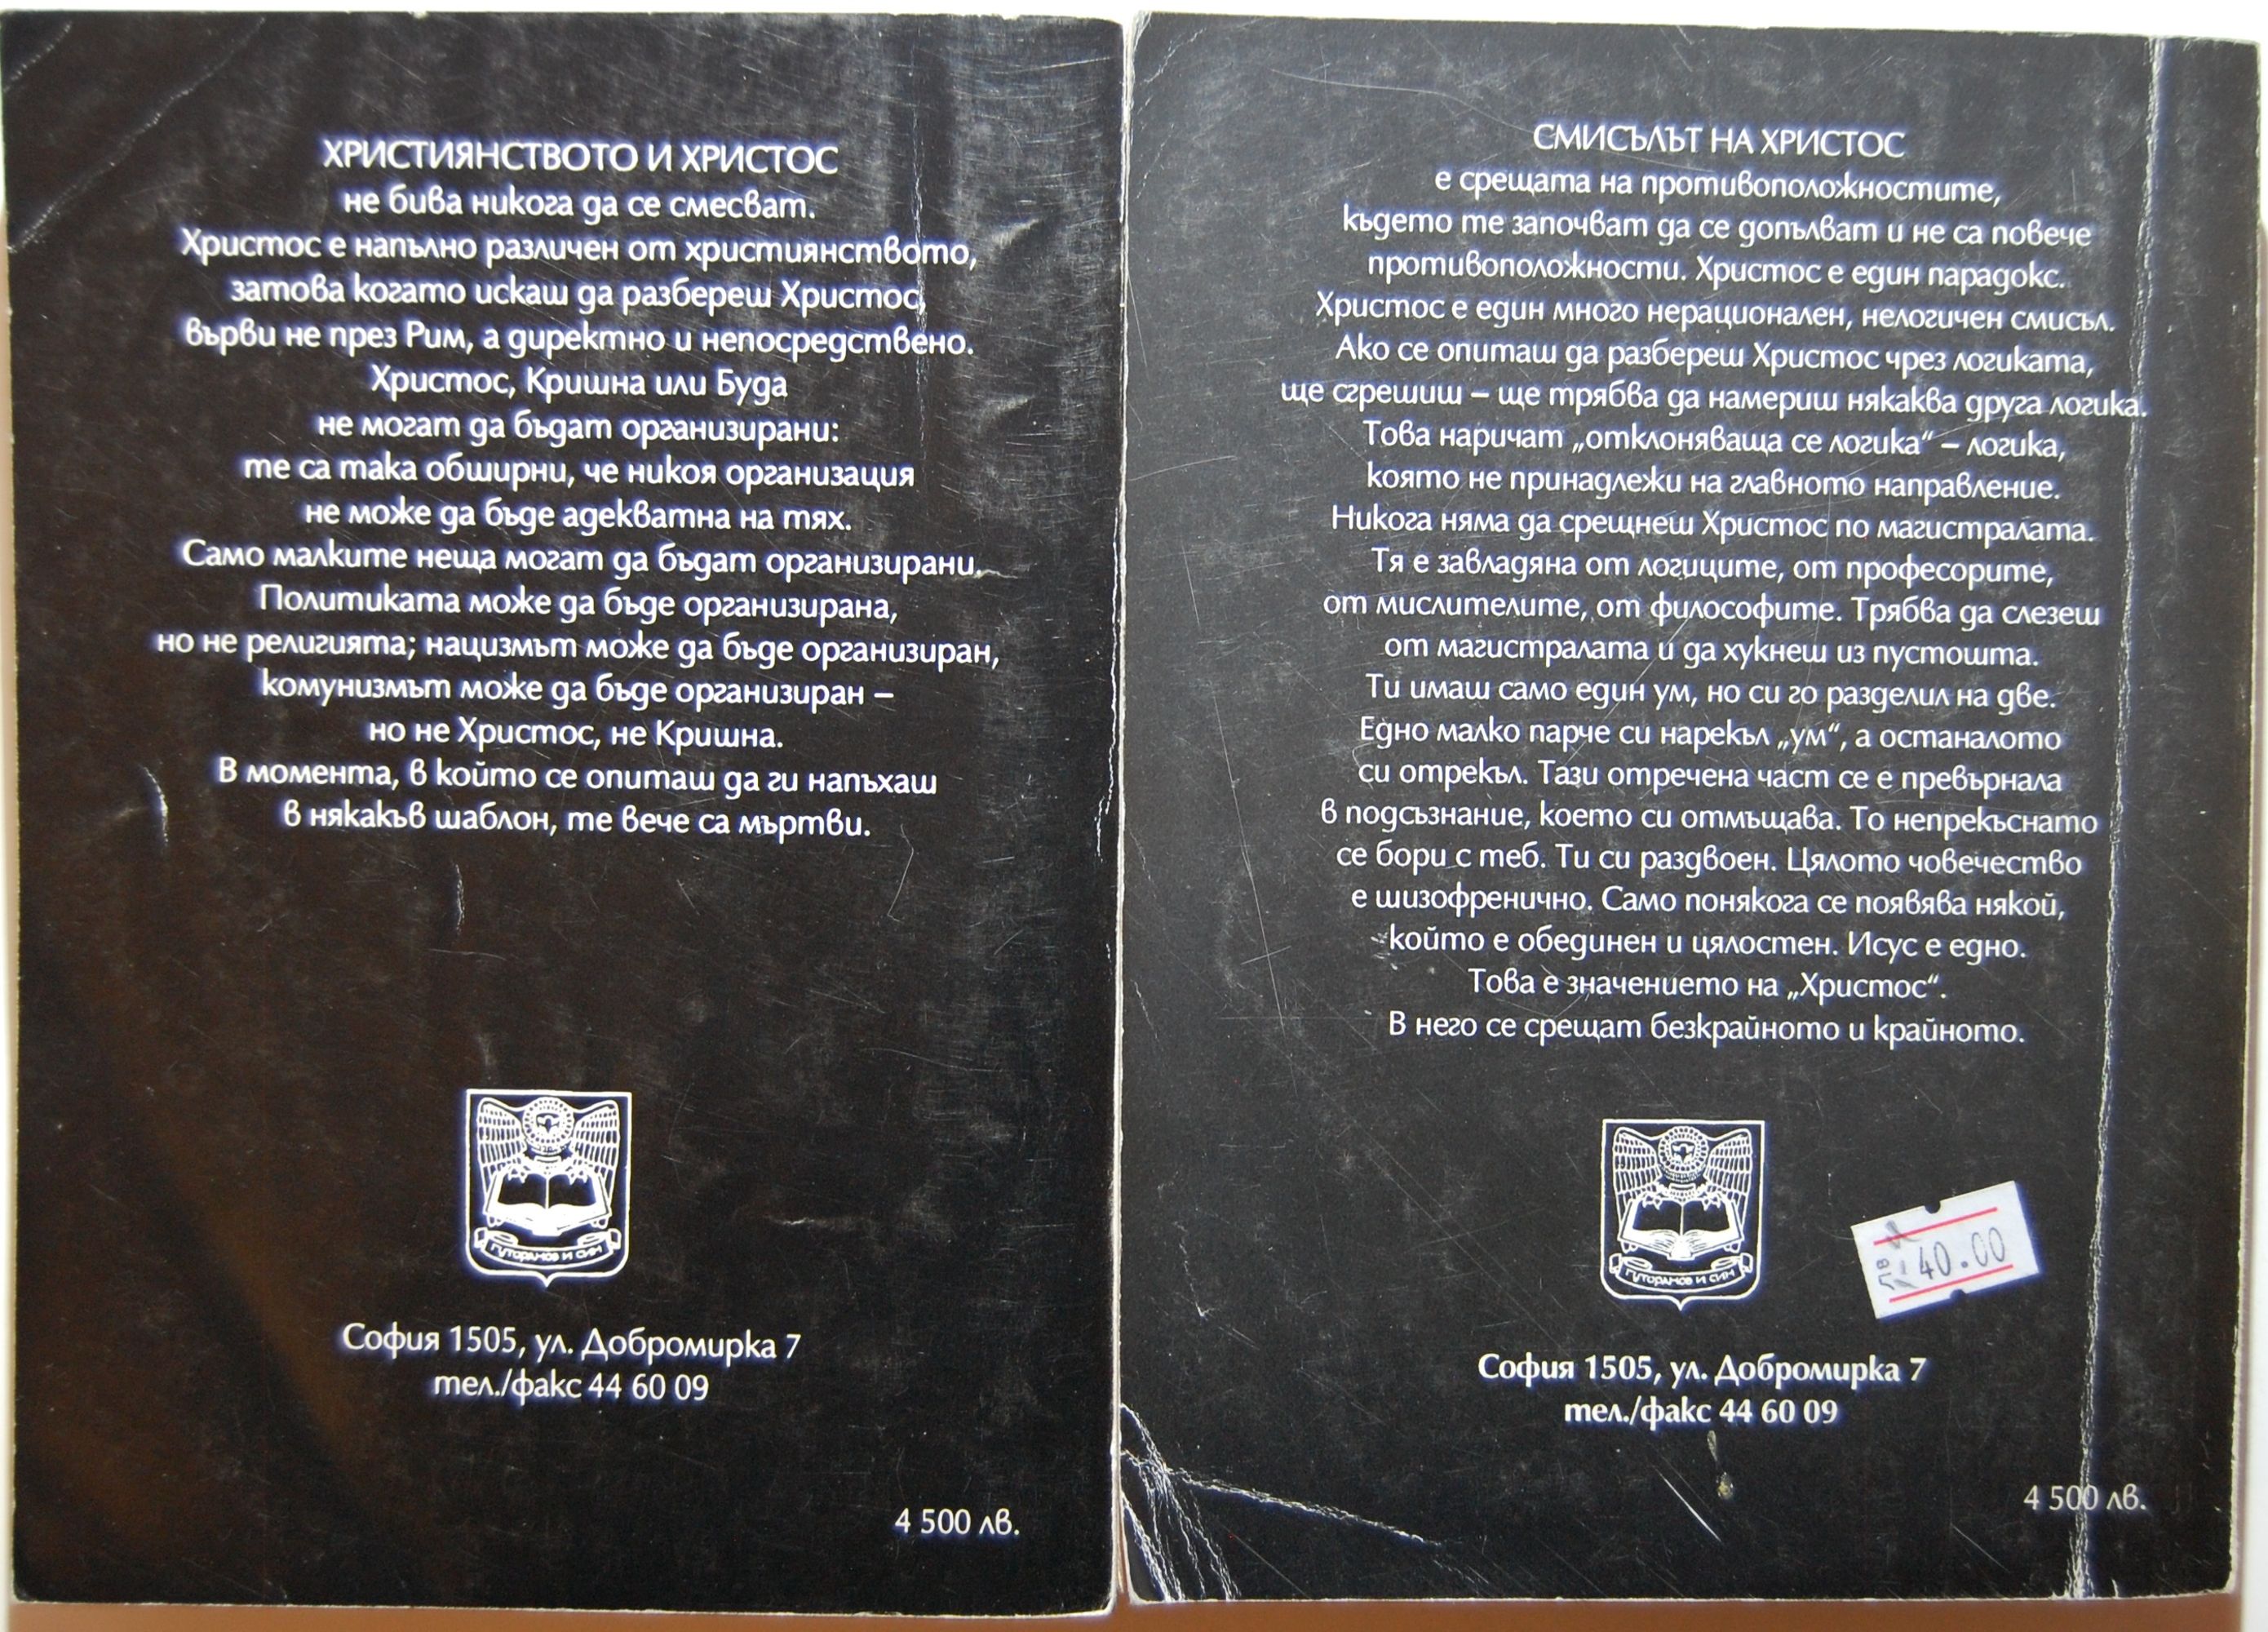 ХРИСТИЯНСТВОТО И ХРИСТОС
не бива никога да се смесват.
Христос е напълно различен от християнството,
затова когато искаш да разбереш Христос,
върви не през Рим, а директно и непосредствено.
Христос, Кришна или Буда
не могат да бъдат организирани:
те са така обширни, че никоя организация
не може да бъде адекватна на тях.
Само малките неща могат да бъдат организирани.
Политиката може да бъде организирана,
но не религията; нацизмът може да бъде организиран,
комунизмът може да бъде организиран –
но не Христос, не Кришна.
В момента, в който се опиташ да ги напъхаш
в някакъв шаблон, те вече са мъртви.
ГУТОРАНОВ И СИН
София 1505, ул. Добромирка 7
тел./факс 44 60 09
4 500 лв.
СМИСЪЛЪТ НА ХРИСТОС
е срещата на противоположностите,
където те започват да се допълват и не са повече
противоположности. Христос е един парадокс.
Христос е един много нерационален, нелогичен смисъл.
Ако се опиташ да разбереш Христос чрез логиката,
ще сгрешиш – ще трябва да намериш някаква друга логика.
Това наричат „отклоняваща се логика“ – логика,
която не принадлежи на главното направление.
Никога няма да срещнеш Христос по магистралата.
Тя е завладяна от логиците, от професорите,
от мислителите, от философите. Трябва да слезеш
от магистралата и да хукнеш из пустошта.
Ти имаш само един ум, но си го разделил на две.
Едно малко парче си нарекъл „ум“, а останалото
си отрекъл. Тази отречена част се е превърнала
в подсъзнание, което си отмъщава. То непрекъснато
се бори с теб. Ти си раздвоен. Цялото човечество
е шизофренично. Само понякога се появява някой,
който е обединен и цялостен. Исус е едно.
Това е значението на „Христос“.
В него се срещат безкрайното и крайното.
ГУТОРАНОВ И СИН
лв 40.00
София 1505, ул. Добромирка 7
тел./факс 44 60 09
4 500 лв.